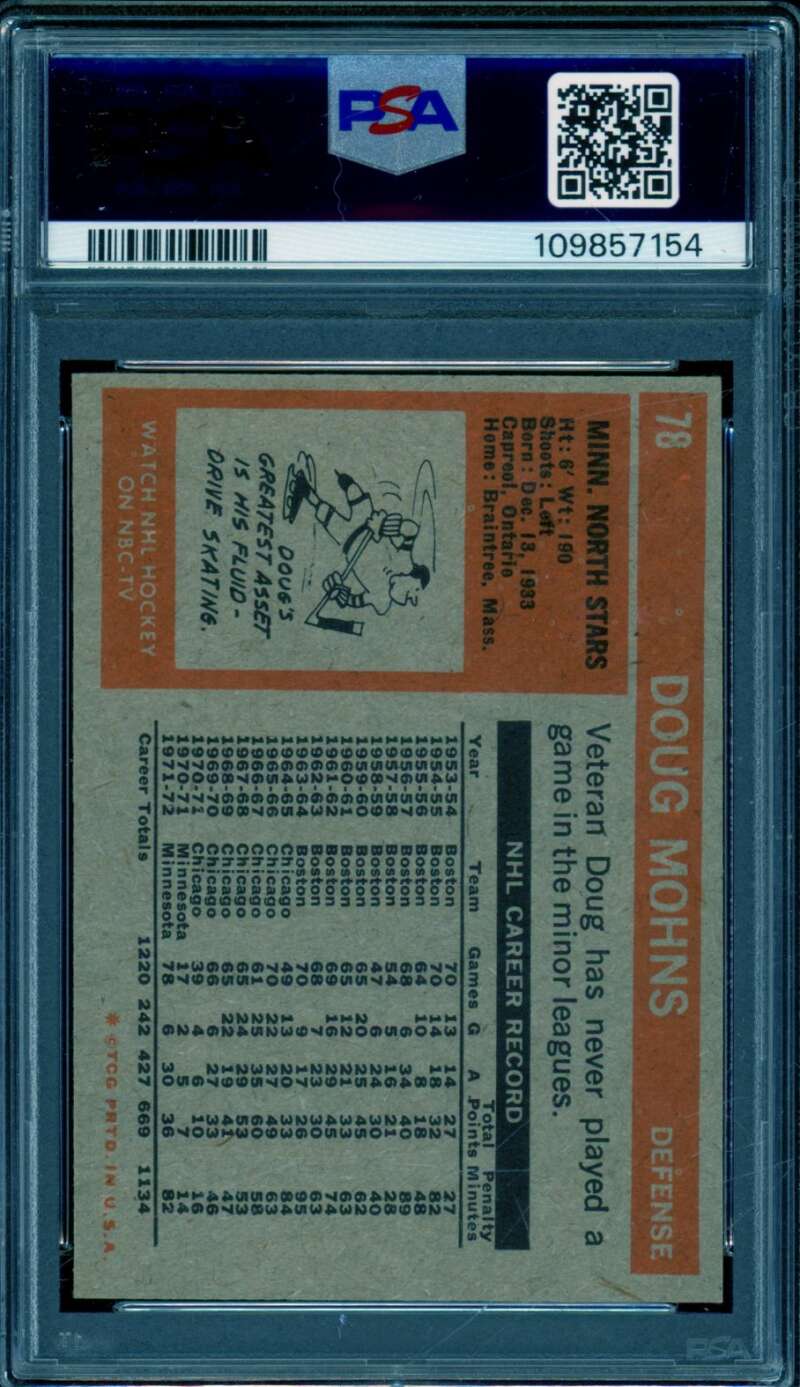 PSA
109857154
78 DOUG MOHNS DEFENSE
MINN. NORTH STARS
Ht: 6' Wt: 190
Shoots: Left
Born: Dec. 13, 1933
Capreol, Ontario
Home: Braintree, Mass.
DOUG'S
GREATEST ASSET
IS HIS FLUID-
DRIVE SKATING.
WATCH NHL HOCKEY
ON NBC-TV
Veteran Doug has never played a
game in the minor leagues.
NHL CAREER RECORD
Total Penalty
Year Team Games G A Points Minutes
1953-54 Boston 70 13 14 27 27
1954-55 Boston 70 14 18 32 82
1955-56 Boston 64 10 8 18 48
1956-57 Boston 68 6 34 40 89
1957-58 Boston 54 5 16 21 28
1958-59 Boston 47 6 24 30 40
1959-60 Boston 65 20 25 45 62
1960-61 Boston 65 12 21 33 63
1961-62 Boston 69 16 29 45 74
1962-63 Boston 68 7 23 30 63
1963-64 Boston 70 9 17 26 95
1964-65 Chicago 49 13 20 33 84
1965-66 Chicago 70 22 27 49 63
1966-67 Chicago 61 25 35 60 58
1967-68 Chicago 65 24 29 53 53
1968-69 Chicago 65 22 19 41 47
1969-70 Chicago 66 6 27 33 46
1970-71 Chicago 39 4 6 10 16
1970-71 Minnesota 17 2 5 7 14
1971-72 Minnesota 78 6 30 36 82
Career Totals 1220 242 427 669 1134
* ©TCG PRTD. IN U.S.A.
PSA